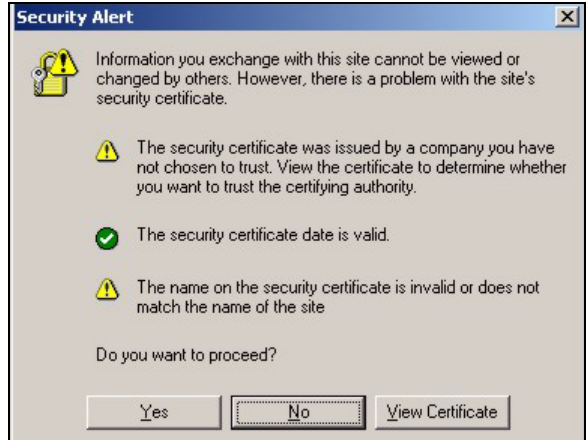 Security Alert
Information you exchange with this site cannot be viewed or
changed by others. However, there is a problem with the site's
security certificate.
The security certificate was issued by a company you have
not chosen to trust. View the certificate to determine whether
you want to trust the certifying authority.
The security certificate date is valid.
The name on the security certificate is invalid or does not
match the name of the site
Do you want to proceed?
Yes No View Certificate